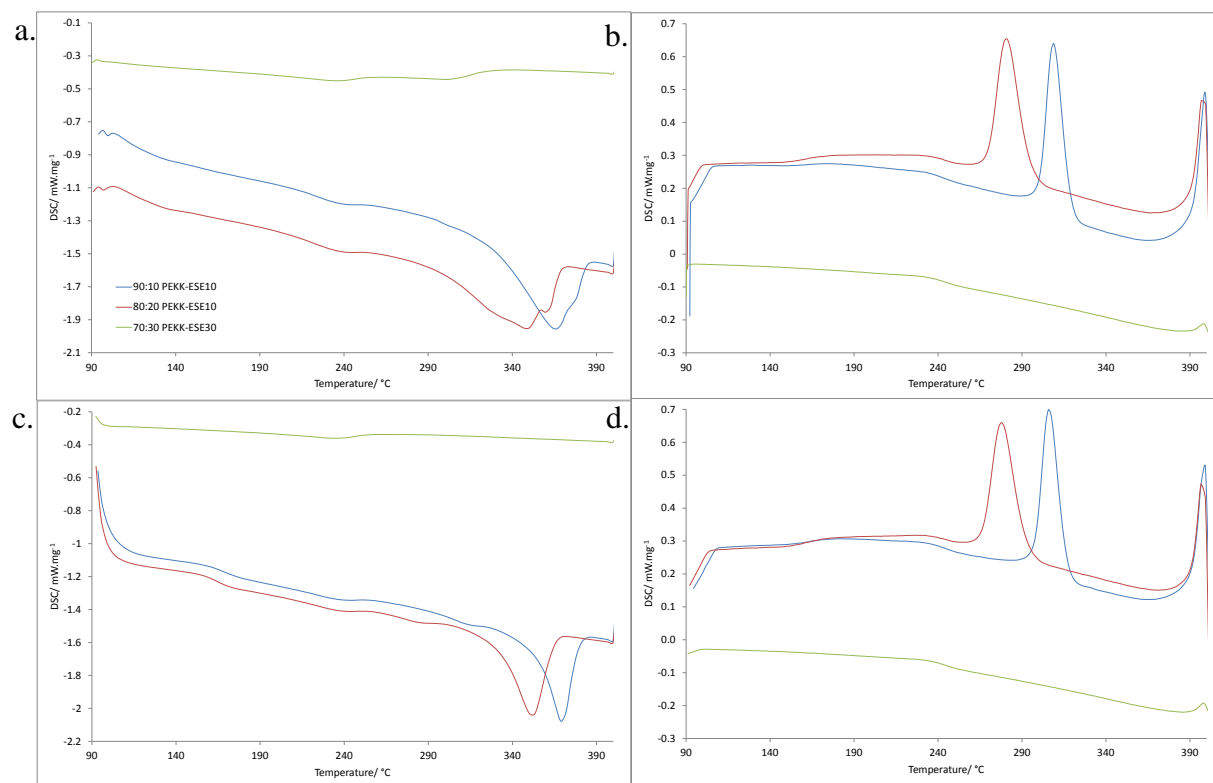 a.
-0.1
-0.3
-0.5
-0.7
-0.9
-1.1
-1.3
-1.5
-1.7
-1.9
-2.1
DSC/ mW.mg-1
90:10 PEKK-ESE10
80:20 PEKK-ESE10
70:30 PEKK-ESE30
90 140 190 240 290 340 390
Temperature/ °C
b.
0.7
0.6
0.5
0.4
0.3
0.2
0.1
0
-0.1
-0.2
-0.3
DSC/ mW.mg-1
90 140 190 240 290 340 390
Temperature/ °C
c.
-0.2
-0.4
-0.6
-0.8
-1
-1.2
-1.4
-1.6
-1.8
-2
-2.2
DSC/ mW.mg-1
90 140 190 240 290 340 390
Temperature/ °C
d.
0.7
0.6
0.5
0.4
0.3
0.2
0.1
0.0
-0.1
-0.2
-0.3
DSC/ mW.mg-1
90 140 190 240 290 340 390
Temperature/ °C